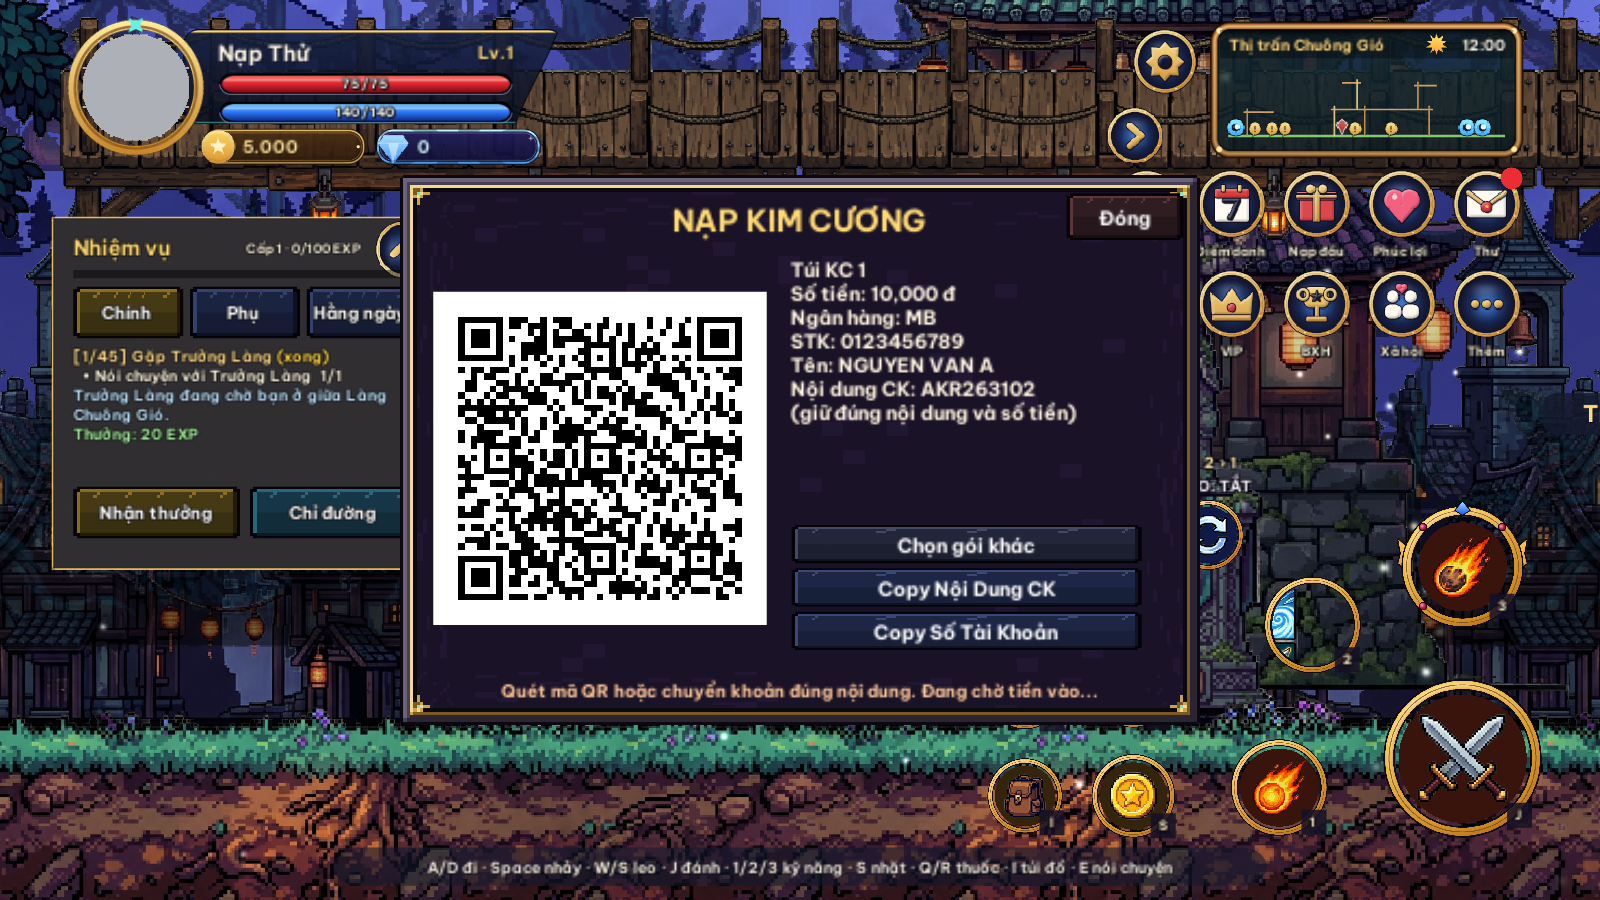 Nạp Thử
Lv.1
75/75
140/140
5.000
0
Thị trấn Chuông Gió
12:00
NẠP KIM CƯƠNG
Đóng
Nhiệm vụ
Cấp 1 · 0/100 EXP
Chính
Phụ
Hằng ngày
[1/45] Gặp Trưởng Làng (xong)
• Nói chuyện với Trưởng Làng 1/1
Trưởng Làng đang chờ bạn ở giữa Làng
Chuông Gió.
Thưởng: 20 EXP
Nhận thưởng
Chỉ đường
Túi KC 1
Số tiền: 10,000 đ
Ngân hàng: MB
STK: 0123456789
Tên: NGUYEN VAN A
Nội dung CK: AKR263102
(giữ đúng nội dung và số tiền)
Chọn gói khác
Copy Nội Dung CK
Copy Số Tài Khoản
Quét mã QR hoặc chuyển khoản đúng nội dung. Đang chờ tiền vào...
7
Điểm danh
Nạp đầu
Phúc lợi
Thư
VIP
BXH
Xã hội
Thêm
T
: TẮT
3
2
1
J
I
S
A/D đi · Space nhảy · W/S leo · J đánh · 1/2/3 kỹ năng · S nhặt · Q/R thuốc · I túi đồ · E nói chuyện